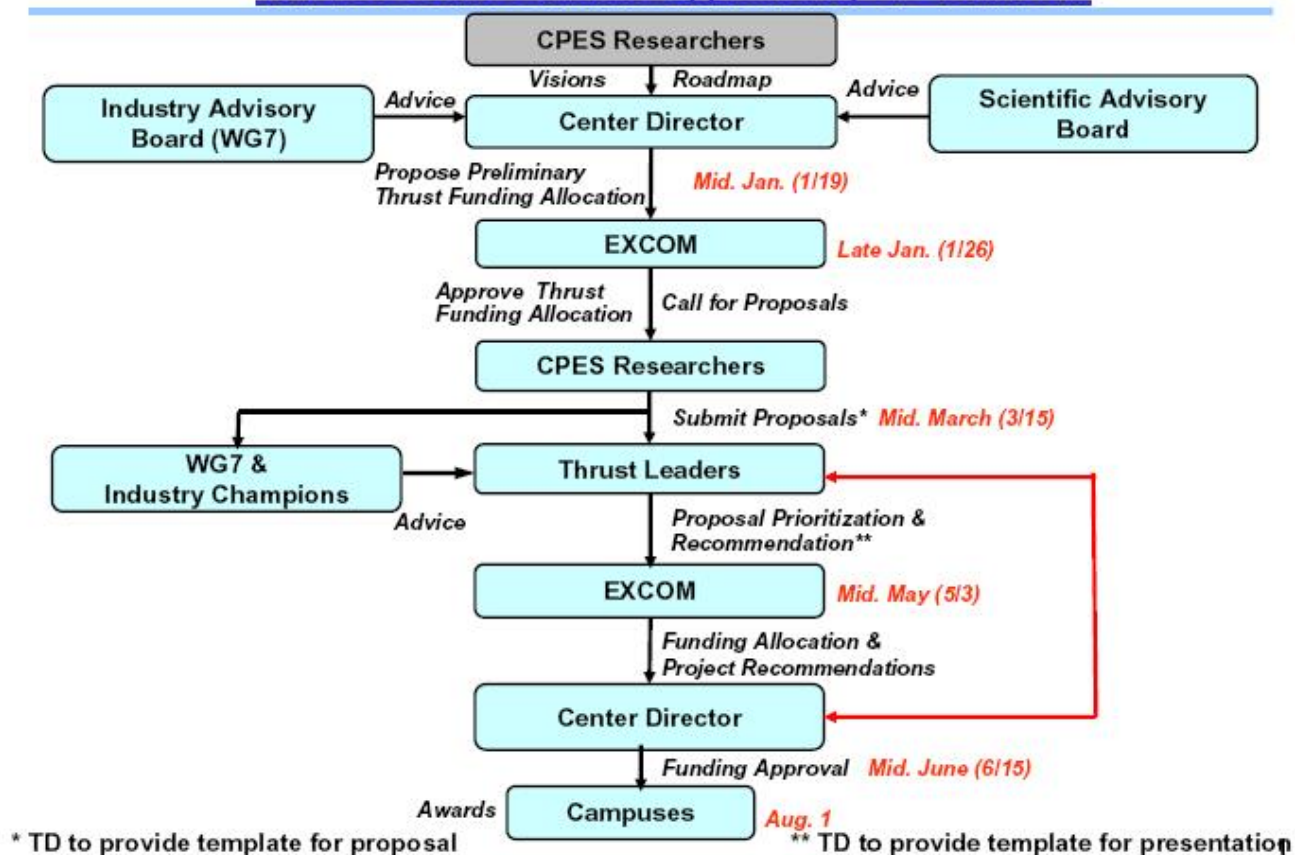 CPES Researchers
Visions
Roadmap
Industry Advisory
Board (WG7)
Advice
Center Director
Advice
Scientific Advisory
Board
Propose Preliminary
Thrust Funding Allocation
Mid. Jan. (1/19)
EXCOM
Late Jan. (1/26)
Approve Thrust
Funding Allocation
Call for Proposals
CPES Researchers
Submit Proposals* Mid. March (3/15)
WG7 &
Industry Champions
Advice
Thrust Leaders
Proposal Prioritization &
Recommendation**
EXCOM
Mid. May (5/3)
Funding Allocation &
Project Recommendations
Center Director
Funding Approval Mid. June (6/15)
Awards
Campuses
Aug. 1
* TD to provide template for proposal
** TD to provide template for presentation